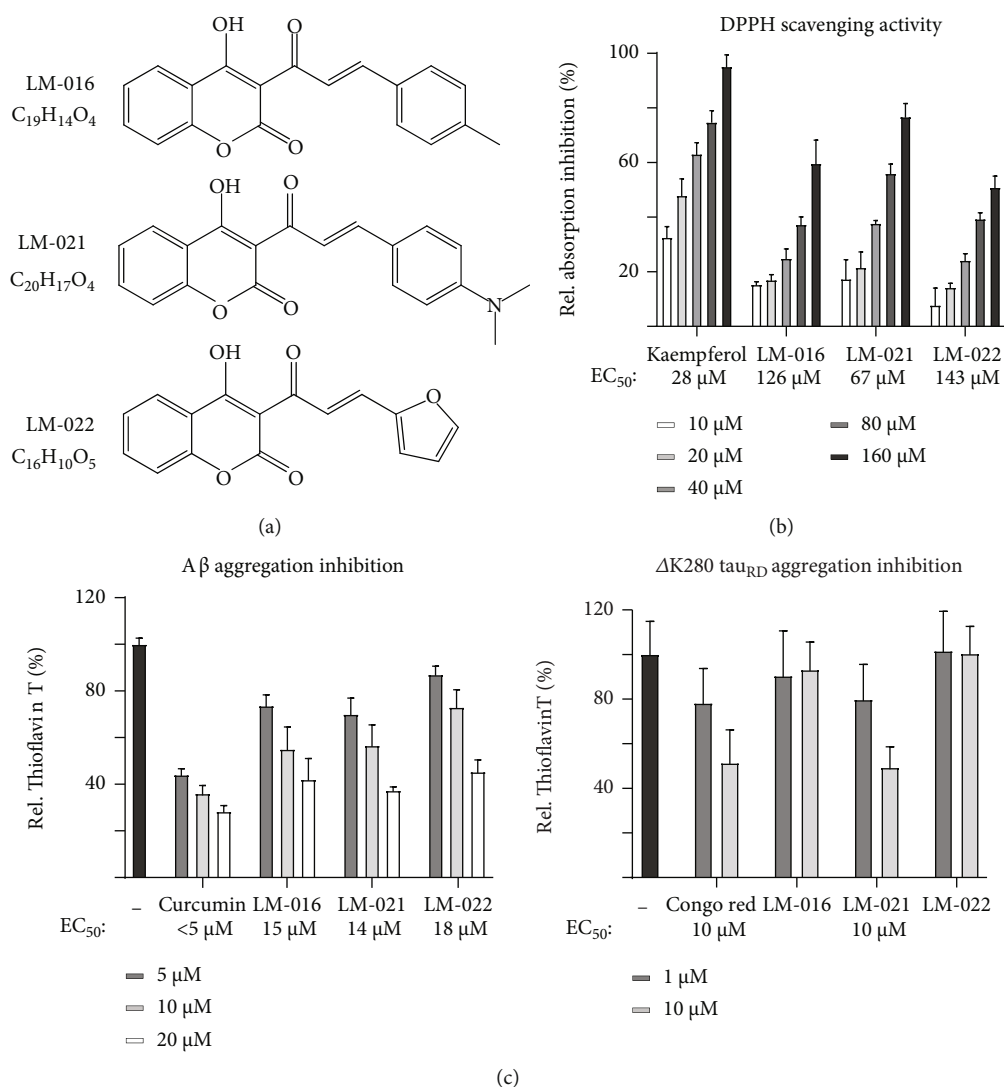 LM-016
C₁₉H₁₄O₄
OH
O
O
O
LM-021
C₂₀H₁₇O₄
OH
O
O
O
N
LM-022
C₁₆H₁₀O₅
OH
O
O
O
O
(a)
(b)
DPPH scavenging activity
Rel. absorption inhibition (%)
100
60
20
Kaempferol LM-016 LM-021 LM-022
EC₅₀: 28 μM 126 μM 67 μM 143 μM
10 μM
20 μM
40 μM
80 μM
160 μM
(b)
(c)
Aβ aggregation inhibition
Rel. Thioflavin T (%)
120
80
40
– Curcumin LM-016 LM-021 LM-022
EC₅₀: <5 μM 15 μM 14 μM 18 μM
5 μM
10 μM
20 μM
ΔK280 tau_RD aggregation inhibition
Rel. ThioflavinT (%)
120
80
40
– Congo red LM-016 LM-021 LM-022
EC₅₀: 10 μM 10 μM
1 μM
10 μM
(c)